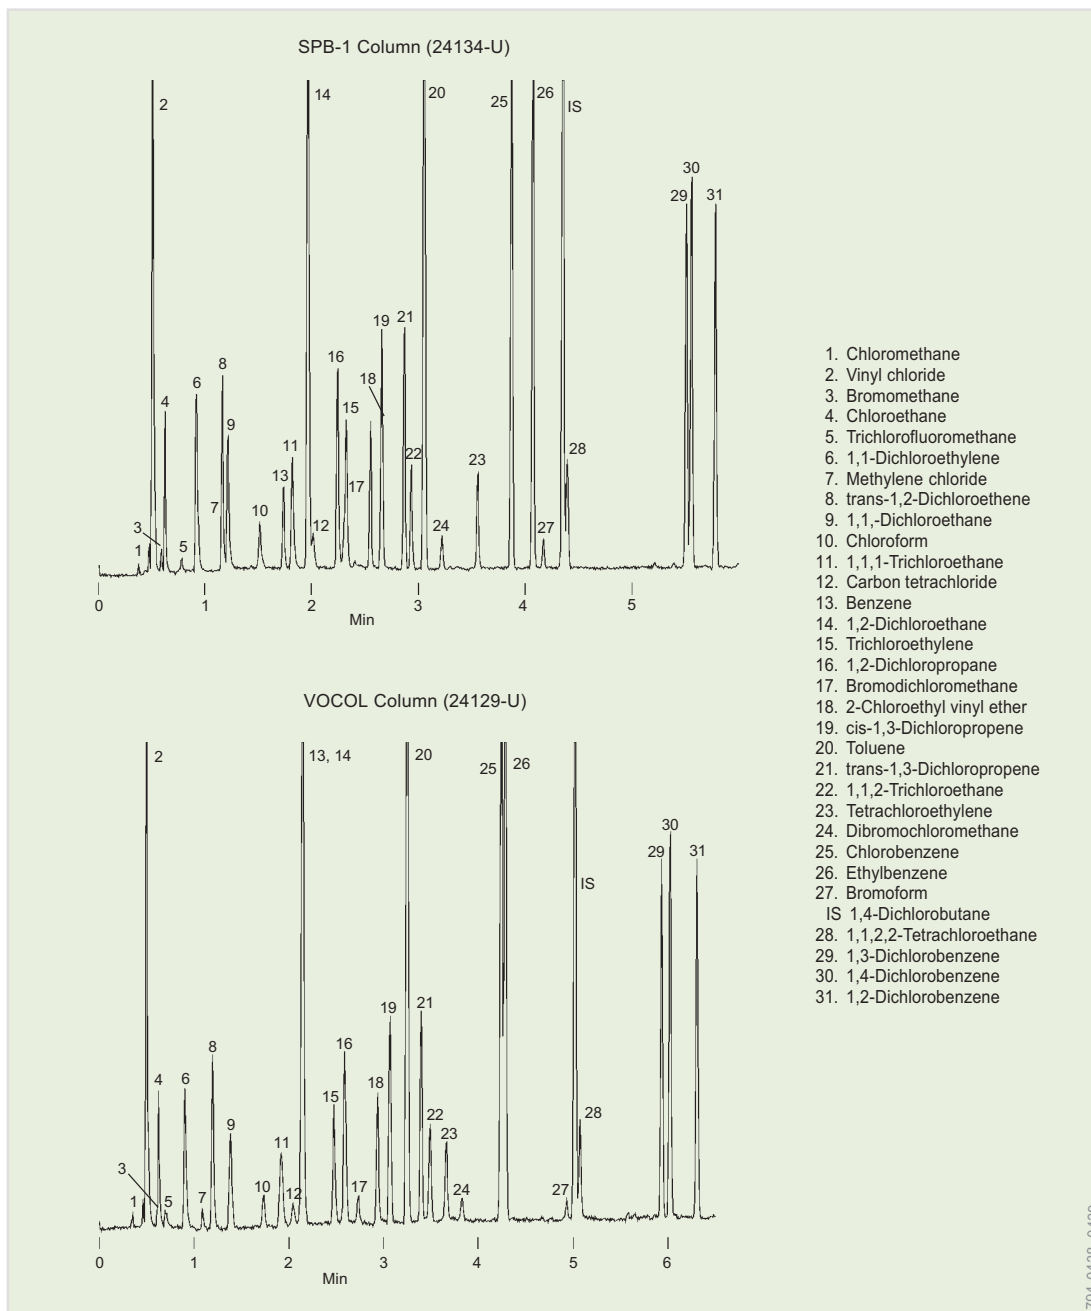 SPB-1 Column (24134-U)
2
14
20
25
26
IS
30
29
31
19
21
8
16
18
6
4
15
9
11
22
23
28
13
17
7
10
12
24
27
3
1
5
0 1 2 3 4 5
Min
1. Chloromethane
2. Vinyl chloride
3. Bromomethane
4. Chloroethane
5. Trichlorofluoromethane
6. 1,1-Dichloroethylene
7. Methylene chloride
8. trans-1,2-Dichloroethene
9. 1,1,-Dichloroethane
10. Chloroform
11. 1,1,1-Trichloroethane
12. Carbon tetrachloride
13. Benzene
14. 1,2-Dichloroethane
15. Trichloroethylene
16. 1,2-Dichloropropane
17. Bromodichloromethane
18. 2-Chloroethyl vinyl ether
19. cis-1,3-Dichloropropene
20. Toluene
21. trans-1,3-Dichloropropene
22. 1,1,2-Trichloroethane
23. Tetrachloroethylene
24. Dibromochloromethane
25. Chlorobenzene
26. Ethylbenzene
27. Bromoform
IS 1,4-Dichlorobutane
28. 1,1,2,2-Tetrachloroethane
29. 1,3-Dichlorobenzene
30. 1,4-Dichlorobenzene
31. 1,2-Dichlorobenzene
VOCOL Column (24129-U)
2
13, 14
20
25
26
IS
30
29
31
19
21
8
16
4
6
18
15
9
22
28
11
23
3
1
5
7
10
12
17
24
27
0 1 2 3 4 5 6
Min